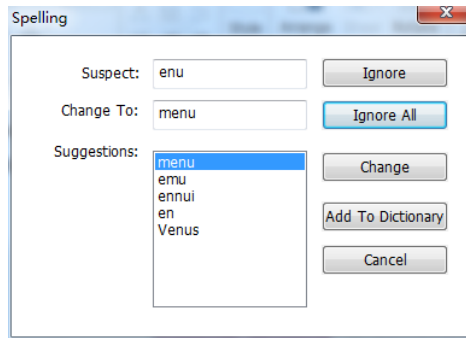 Spelling
Suspect: enu Ignore
Change To: menu Ignore All
Suggestions:
menu
emu
ennui
en
Venus
Change
Add To Dictionary
Cancel